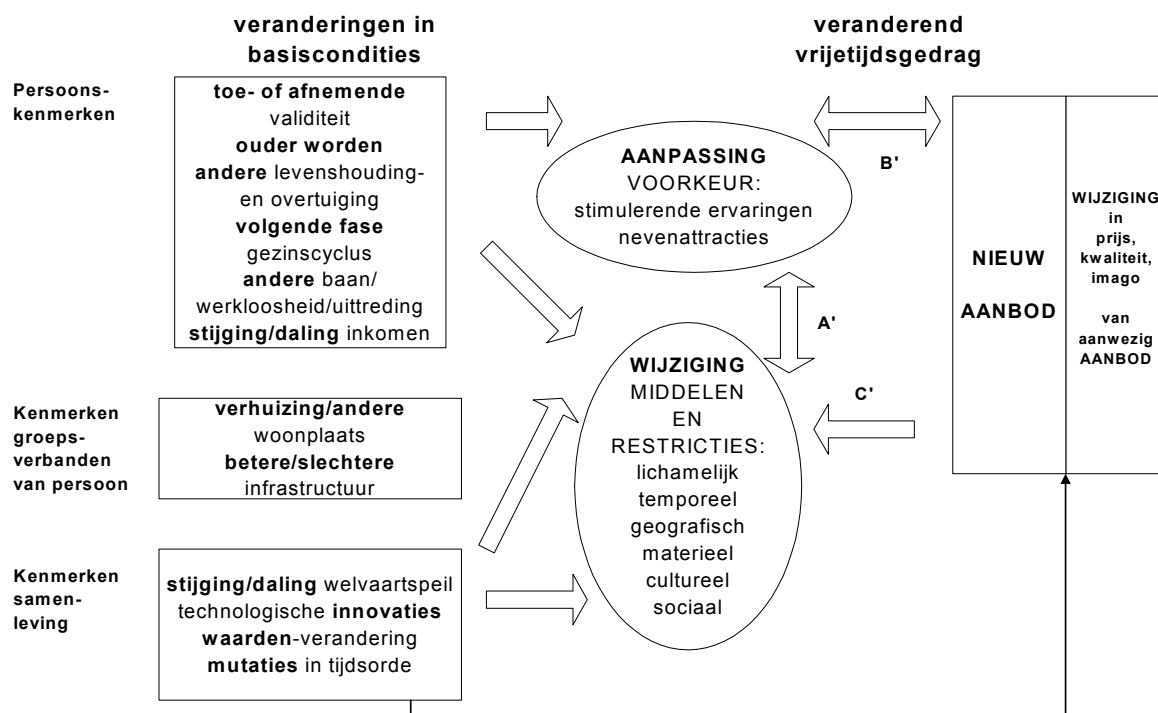 veranderingen in
basiscondities
veranderend
vrijetijdsgedrag
Persoons-
kenmerken
toe- of afnemende
validiteit
ouder worden
andere levenshouding-
en overtuiging
volgende fase
gezinscyclus
andere baan/
werkloosheid/uittreding
stijging/daling inkomen
Kenmerken
groeps-
verbanden
van persoon
verhuizing/andere
woonplaats
betere/slechtere
infrastructuur
Kenmerken
samen-
leving
stijging/daling welvaartspeil
technologische innovaties
waarden-verandering
mutaties in tijdsorde
AANPASSING
VOORKEUR:
stimulerende ervaringen
nevenattracties
B'
A'
WIJZIGING
MIDDELEN
EN
RESTRICTIES:
lichamelijk
temporeel
geografisch
materieel
cultureel
sociaal
C'
NIEUW
AANBOD
WIJZIGING
in
prijs,
kwaliteit,
imago
van
aanwezig
AANBOD